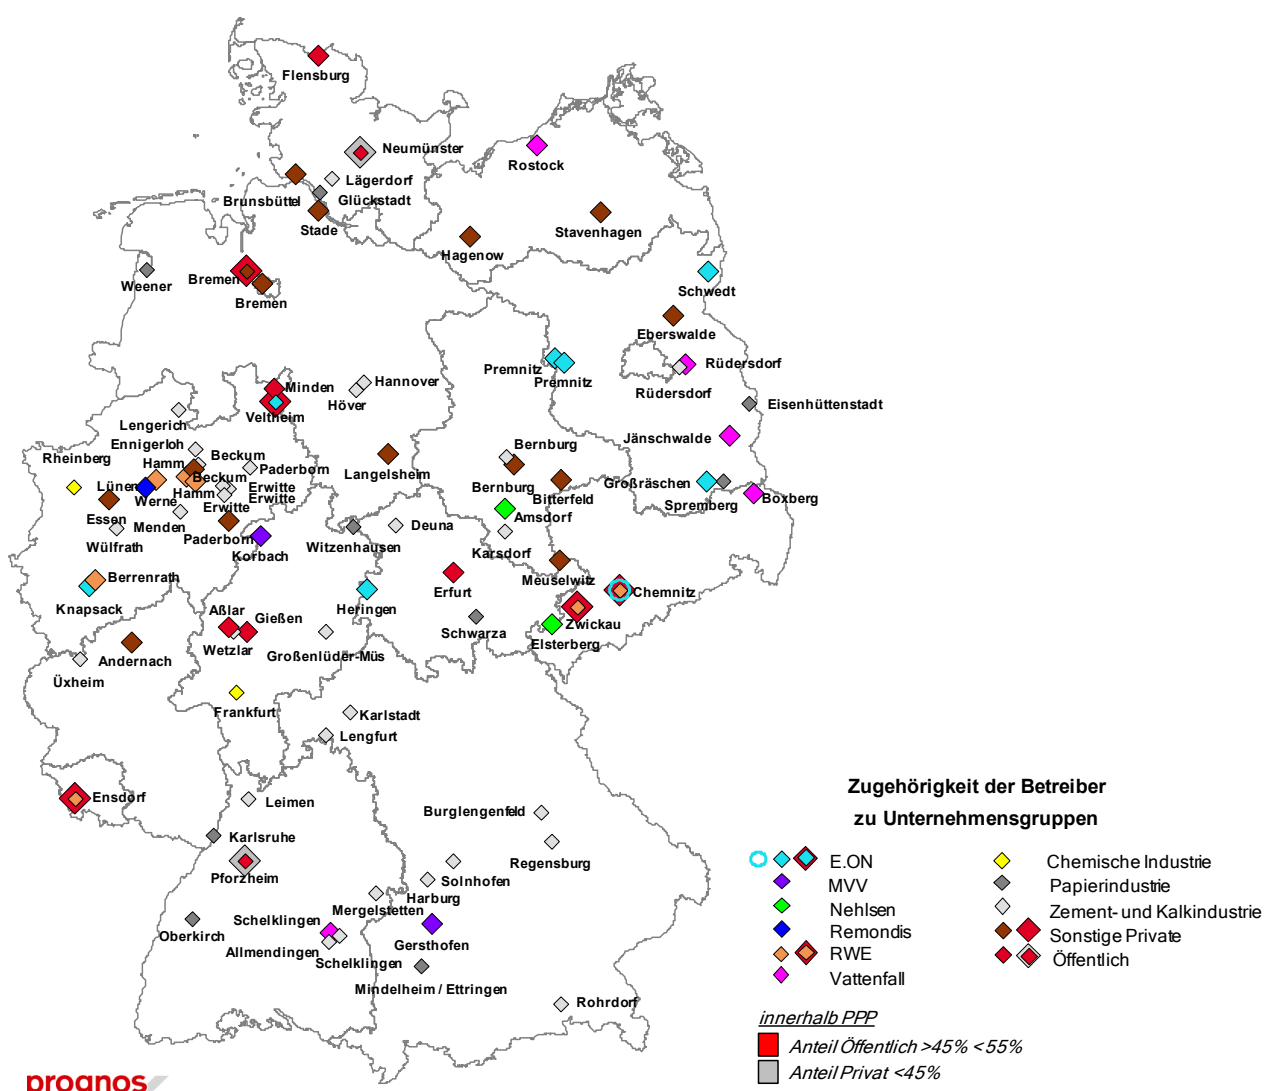 Flensburg
Neumünster
Rostock
Lägerdorf
Brunsbüttel
Glückstadt
Stade
Stavenhagen
Hagenow
Weener
Bremen
Bremen
Schwedt
Eberswalde
Premnitz
Premnitz
Rüdersdorf
Rüdersdorf
Minden
Hannover
Höver
Veltheim
Eisenhüttenstadt
Lengerich
Ennigerloh
Jänschwalde
Rheinberg
Hamm
Beckum
Paderborn
Langelsheim
Bernburg
Lünen
Beckum
Erwitte
Bernburg
Bitterfeld
Großräschen
Werne
Hamm
Erwitte
Erwitte
Essen
Menden
Spremberg
Boxberg
Amsdorf
Wülfrath
Paderborn
Korbach
Witzenhausen
Deuna
Karsdorf
Berrenrath
Meuselwitz
Knapsack
Heringen
Erfurt
Chemnitz
Aßlar
Gießen
Schwarza
Zwickau
Wetzlar
Elsterberg
Großenlüder-Müs
Andernach
Üxheim
Frankfurt
Karlstadt
Lengfurt
Ensdorf
Leimen
Burglengenfeld
Karlsruhe
Regensburg
Pforzheim
Solnhofen
Harburg
Mergelstetten
Schelklingen
Oberkirch
Gersthofen
Allmendingen
Schelklingen
Mindelheim / Ettringen
Rohrdorf
Zugehörigkeit der Betreiber
zu Unternehmensgruppen
E.ON
MVV
Nehlsen
Remondis
RWE
Vattenfall
Chemische Industrie
Papierindustrie
Zement- und Kalkindustrie
Sonstige Private
Öffentlich
innerhalb PPP
Anteil Öffentlich >45% <55%
Anteil Privat <45%
prognos